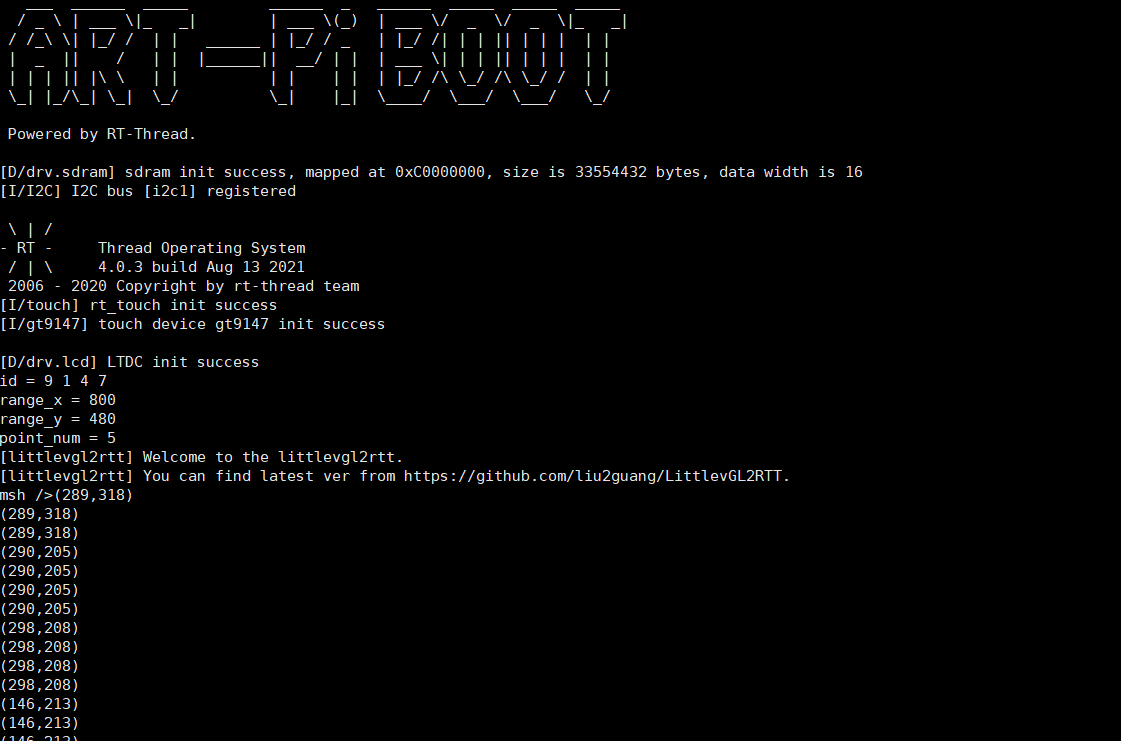 ART-Pi BOOT
Powered by RT-Thread.
[D/drv.sdram] sdram init success, mapped at 0xC0000000, size is 33554432 bytes, data width is 16
[I/I2C] I2C bus [i2c1] registered
\ | /
- RT -     Thread Operating System
/ | \     4.0.3 build Aug 13 2021
2006 - 2020 Copyright by rt-thread team
[I/touch] rt_touch init success
[I/gt9147] touch device gt9147 init success
[D/drv.lcd] LTDC init success
id = 9 1 4 7
range_x = 800
range_y = 480
point_num = 5
[littlevgl2rtt] Welcome to the littlevgl2rtt.
[littlevgl2rtt] You can find latest ver from https://github.com/liu2guang/LittlevGL2RTT.
msh />(289,318)
(289,318)
(289,318)
(290,205)
(290,205)
(290,205)
(290,205)
(298,208)
(298,208)
(298,208)
(298,208)
(146,213)
(146,213)
(146,213)